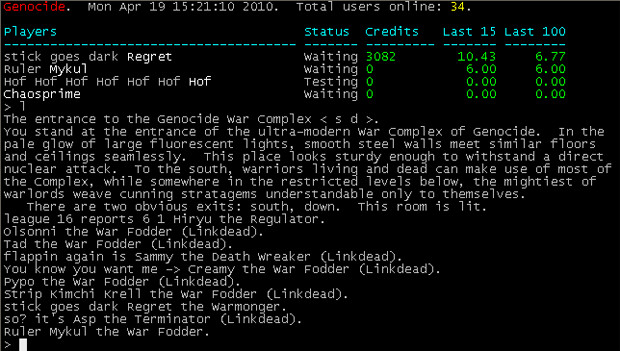 Genocide.  Mon Apr 19 15:21:10 2010.  Total users online: 34.
Players                                Status  Credits   Last 15  Last 100
-------------------------------------- ------- --------- -------- --------
stick goes dark Regret                 Waiting 3082         10.43     6.77
Ruler Mykul                            Waiting 0             6.00     6.00
Hof Hof Hof Hof Hof Hof Hof            Testing 0             0.00     0.00
Chaosprime                             Waiting 0             0.00     0.00
> l
The entrance to the Genocide War Complex < s d >.
You stand at the entrance of the ultra-modern War Complex of Genocide.  In the
pale glow of large fluorescent lights, smooth steel walls meet similar floors
and ceilings seamlessly.  This place looks sturdy enough to withstand a direct
nuclear attack.  To the south, warriors living and dead can make use of most of
the Complex, while somewhere in the restricted levels below, the mightiest of
warlords weave cunning stratagems understandable only to themselves.
There are two obvious exits: south, down.  This room is lit.
league 16 reports 6 1 Hiryu the Regulator.
Olsonni the War Fodder (Linkdead).
Tad the War Fodder (Linkdead).
flappin again is Sammy the Death Wreaker (Linkdead).
You know you want me -> Creamy the War Fodder (Linkdead).
Pypo the War Fodder (Linkdead).
Strip Kimchi Krell the War Fodder (Linkdead).
stick goes dark Regret the Warmonger.
so? it's Asp the Terminator (Linkdead).
Ruler Mykul the War Fodder.
>